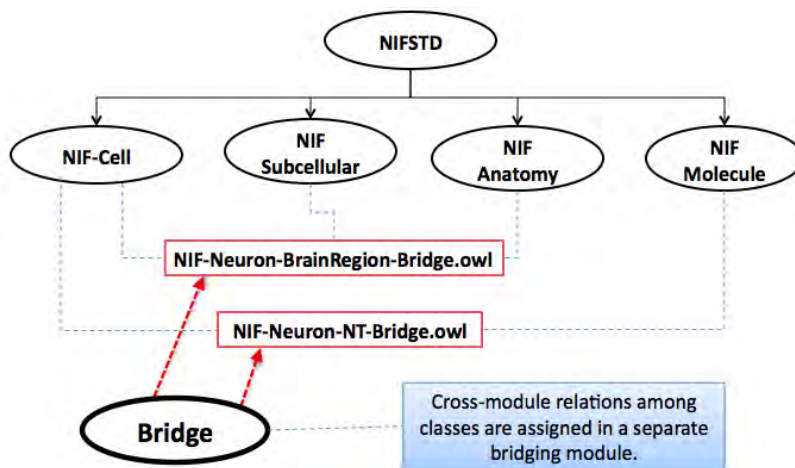 NIFSTD
NIF-Cell
NIF
Subcellular
NIF
Anatomy
NIF
Molecule
NIF-Neuron-BrainRegion-Bridge.owl
NIF-Neuron-NT-Bridge.owl
Bridge
Cross-module relations among
classes are assigned in a separate
bridging module.